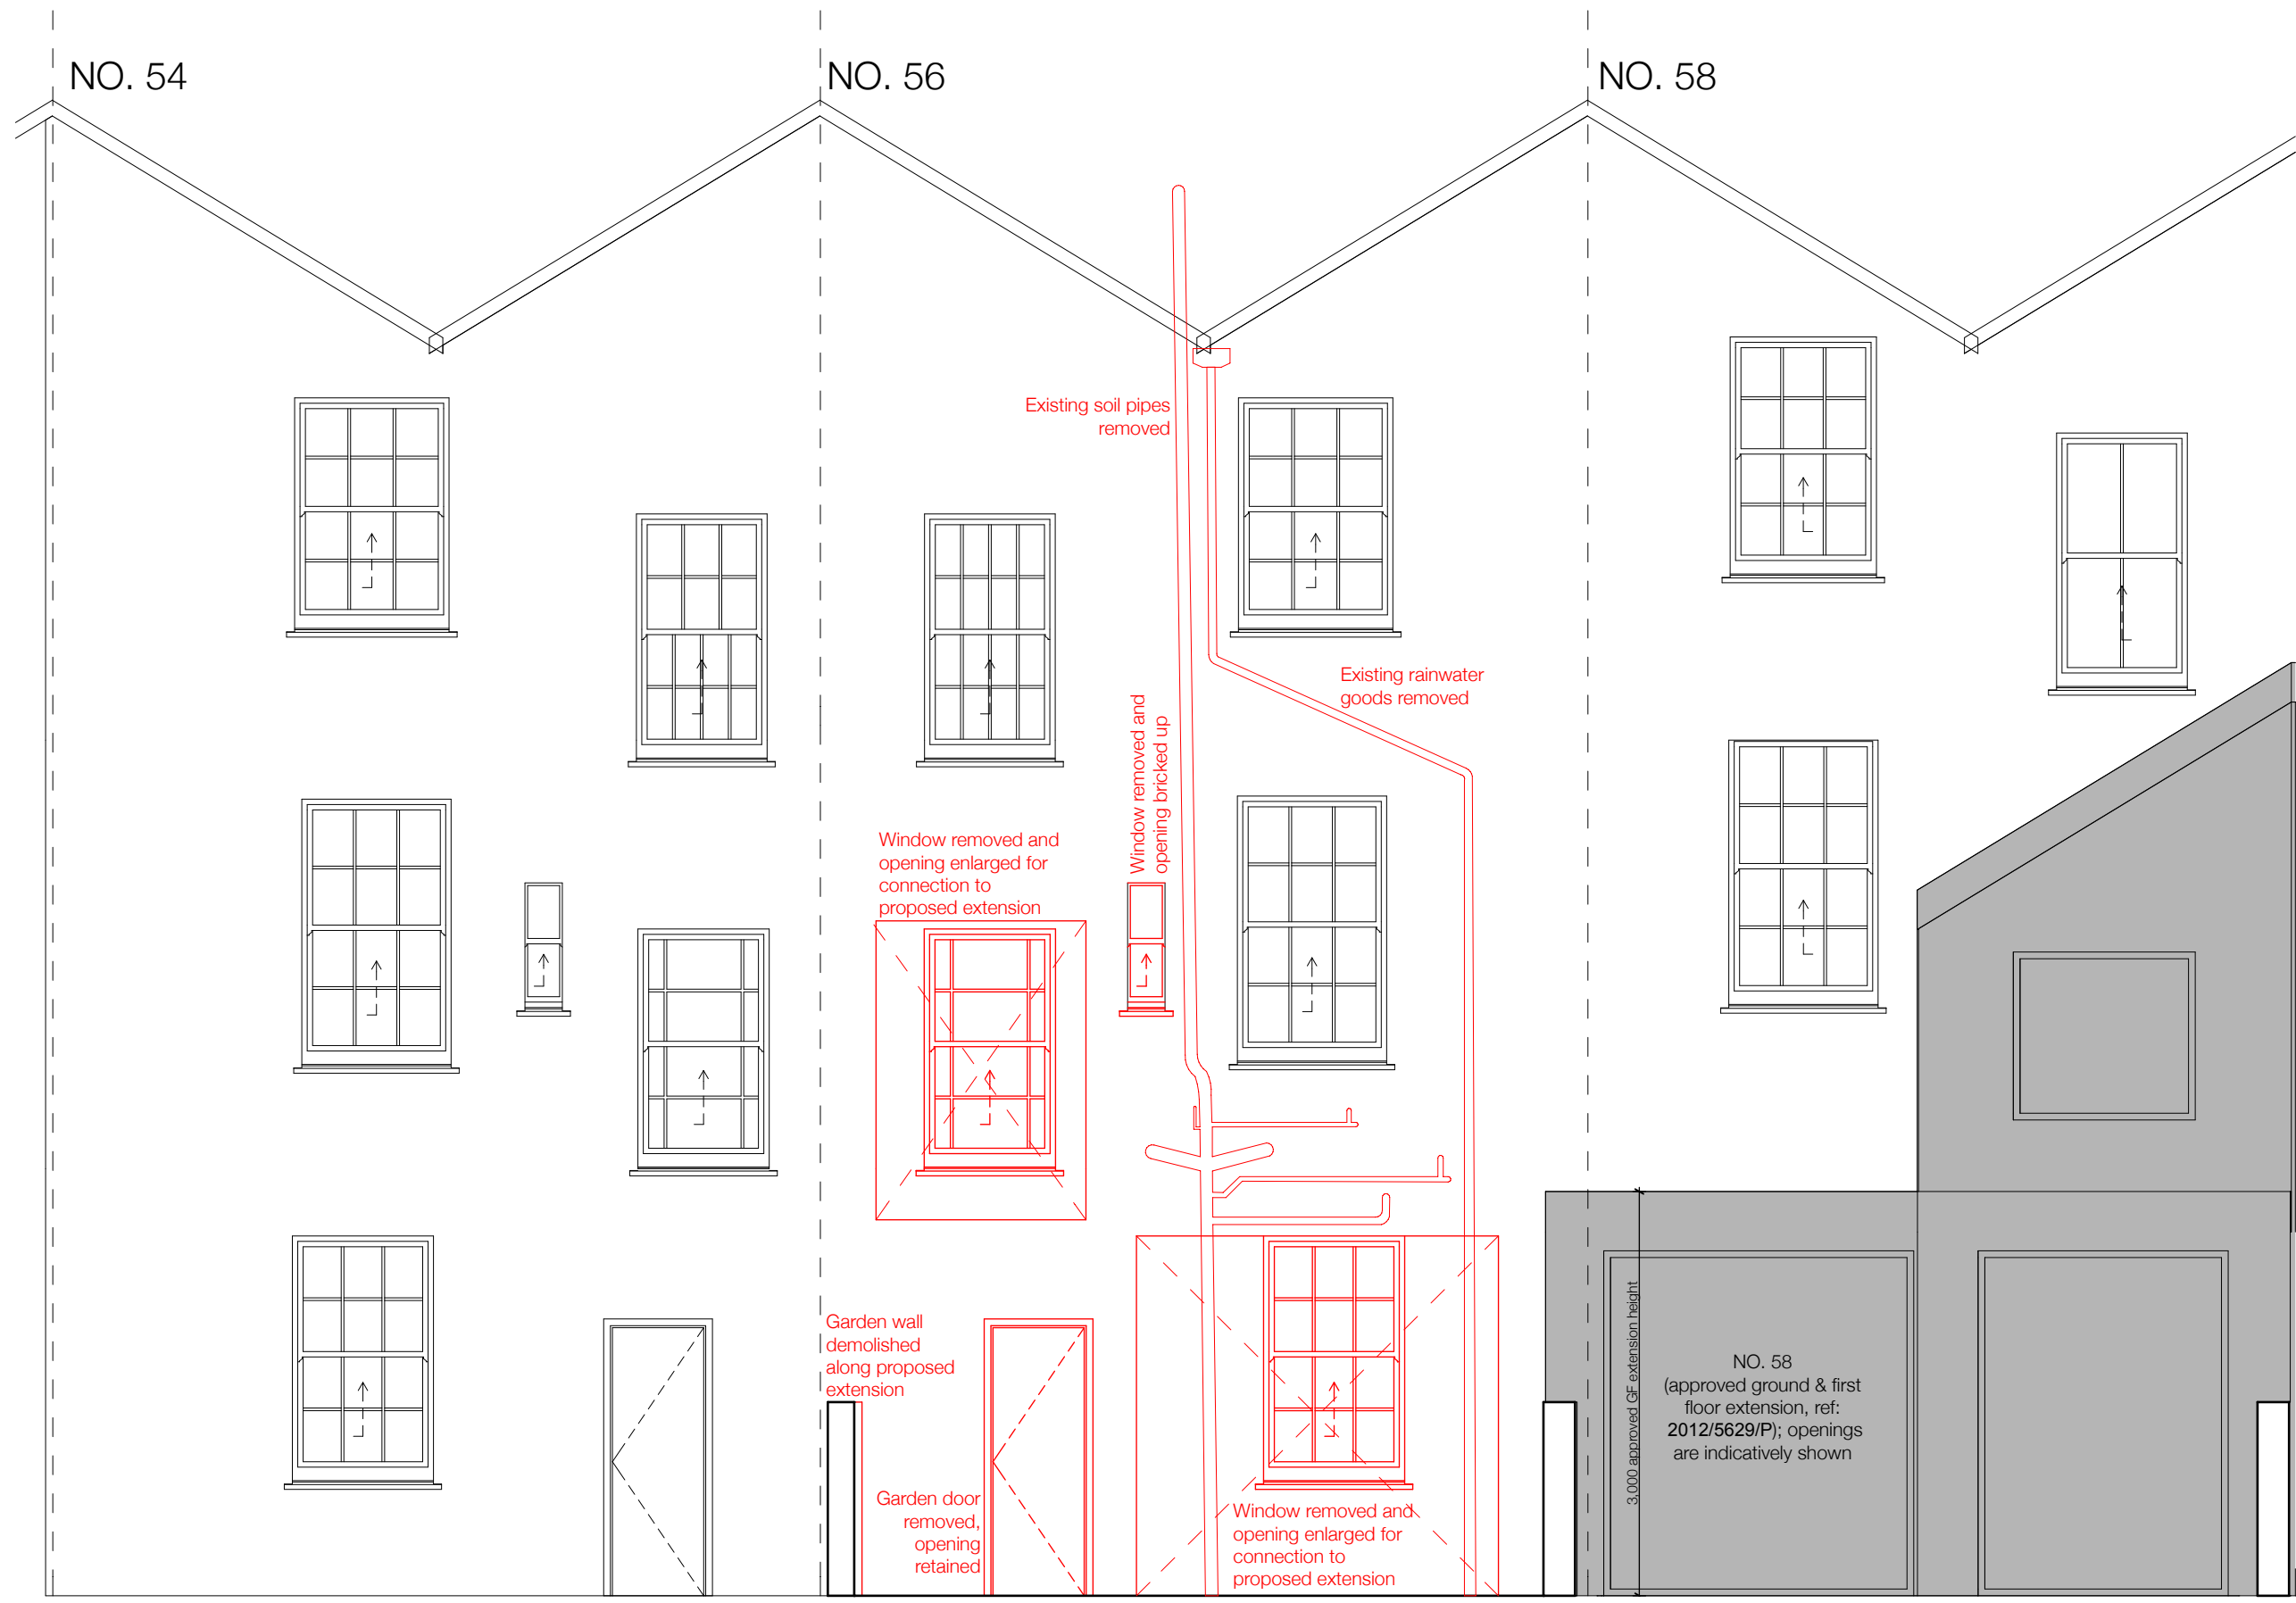 NO. 54
NO. 56
NO. 58
Existing soil pipes
removed
Existing rainwater
goods removed
Window removed and
opening bricked up
Window removed and
opening enlarged for
connection to
proposed extension
Garden wall
demolished
along proposed
extension
Garden door
removed,
opening
retained
Window removed and
opening enlarged for
connection to
proposed extension
3,000 approved GF extension height
NO. 58
(approved ground & first
floor extension, ref:
2012/5629/P); openings
are indicatively shown